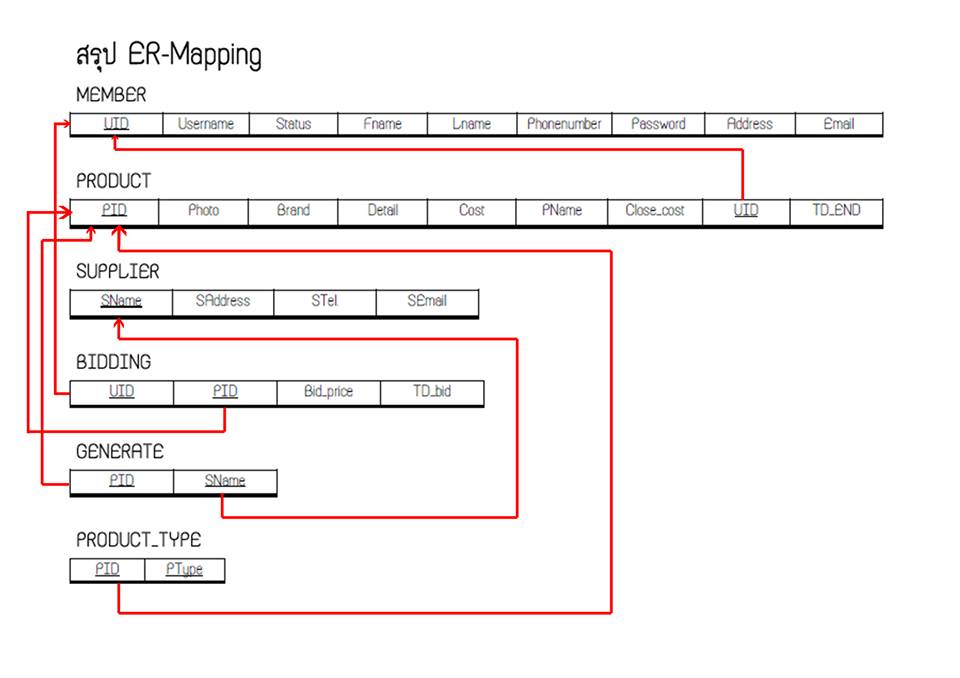 สรุป ER-Mapping
MEMBER
UID Username Status Fname Lname Phonenumber Password Address Email
PRODUCT
PID Photo Brand Detail Cost PName Close_cost UID TD_END
SUPPLIER
SName SAddress STel SEmail
BIDDING
UID PID Bid_price TD_bid
GENERATE
PID SName
PRODUCT_TYPE
PID PType